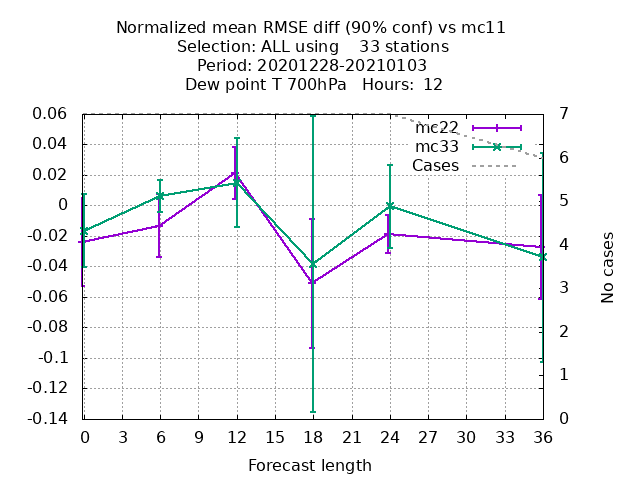 Normalized mean RMSE diff (90% conf) vs mc11
Selection: ALL using    33 stations
Period: 20201228-20210103
Dew point T 700hPa   Hours:  12
0.06
0.04
0.02
0
-0.02
-0.04
-0.06
-0.08
-0.1
-0.12
-0.14
mc22
mc33
Cases
7
6
5
4
3
2
1
0
No cases
0 3 6 9 12 15 18 21 24 27 30 33 36
Forecast length